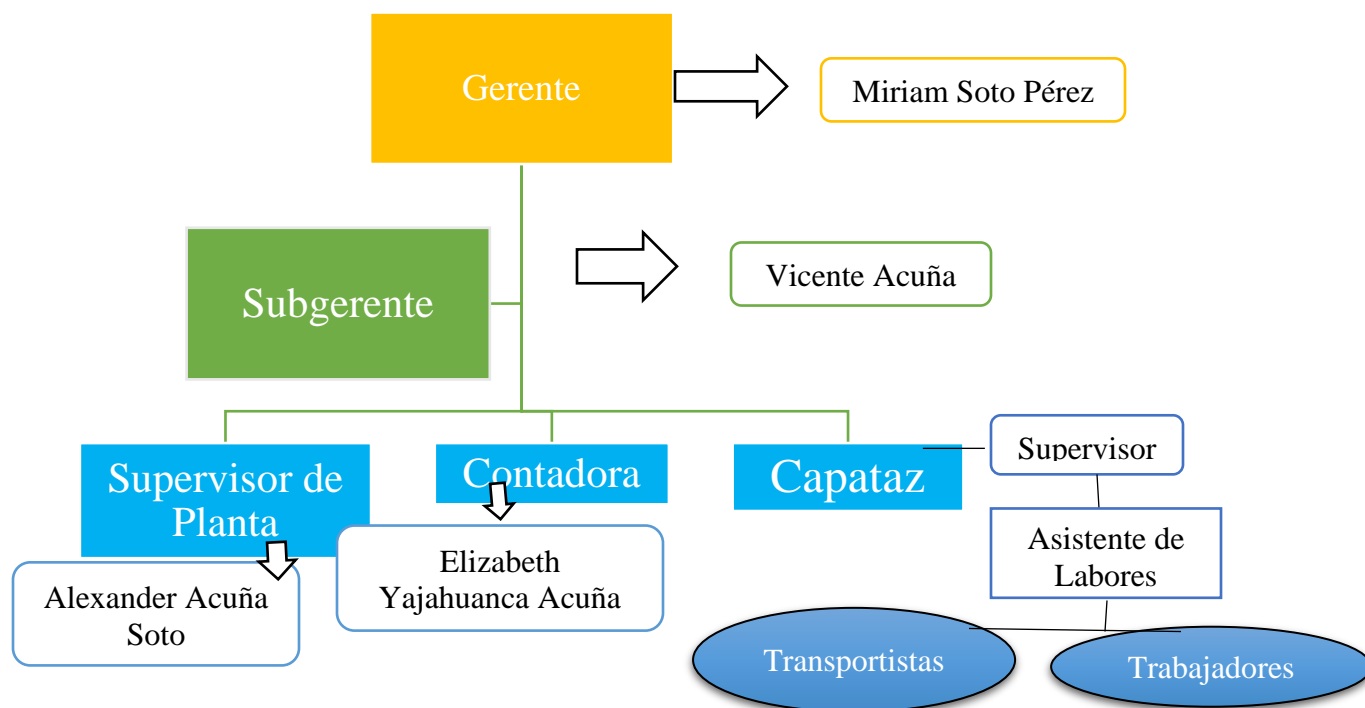 Gerente
Miriam Soto Pérez
Subgerente
Vicente Acuña
Supervisor de
Planta
Contadora
Capataz
Supervisor
Alexander Acuña
Soto
Elizabeth
Yajahuanca Acuña
Asistente de
Labores
Transportistas
Trabajadores